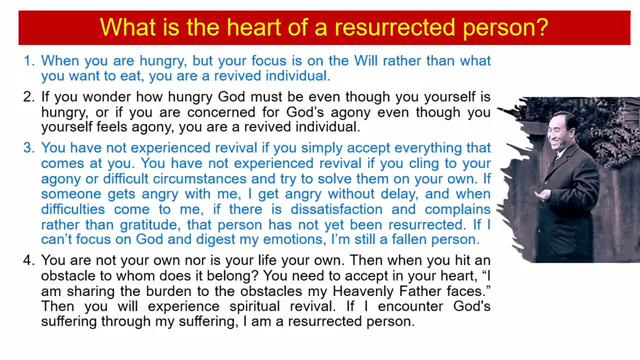 What is the heart of a resurrected person?
1. When you are hungry, but your focus is on the Will rather than what
you want to eat, you are a revived individual.
2. If you wonder how hungry God must be even though you yourself is
hungry, or if you are concerned for God's agony even though you
yourself feels agony, you are a revived individual.
3. You have not experienced revival if you simply accept everything that
comes at you. You have not experienced revival if you cling to your
agony or difficult circumstances and try to solve them on your own. If
someone gets angry with me, I get angry without delay, and when
difficulties come to me, if there is dissatisfaction and complains
rather than gratitude, that person has not yet been resurrected. If I
can't focus on God and digest my emotions, I'm still a fallen person.
4. You are not your own nor is your life your own. Then when you hit an
obstacle to whom does it belong? You need to accept in your heart, “I
am sharing the burden to the obstacles my Heavenly Father faces.”
Then you will experience spiritual revival. If I encounter God's
suffering through my suffering, I am a resurrected person.